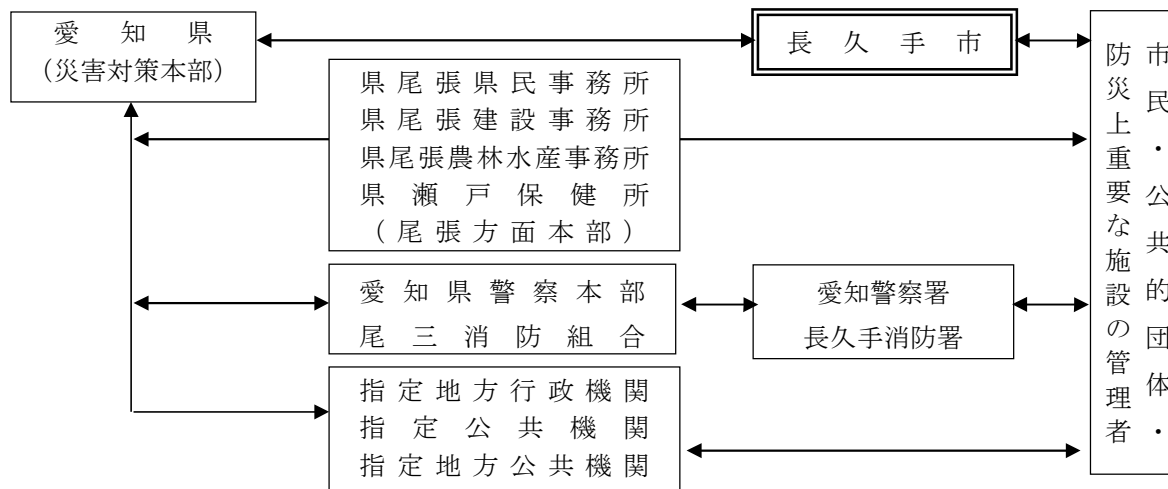 愛知県
(災害対策本部)
長久手市
県尾張県民事務所
県尾張建設事務所
県尾張農林水産事務所
県瀬戸保健所
(尾張方面本部)
愛知県警察本部
尾三消防組合
愛知警察署
長久手消防署
指定地方行政機関
指定公共機関
指定地方公共機関
市民・公共的団体・
防災上重要な施設の管理者